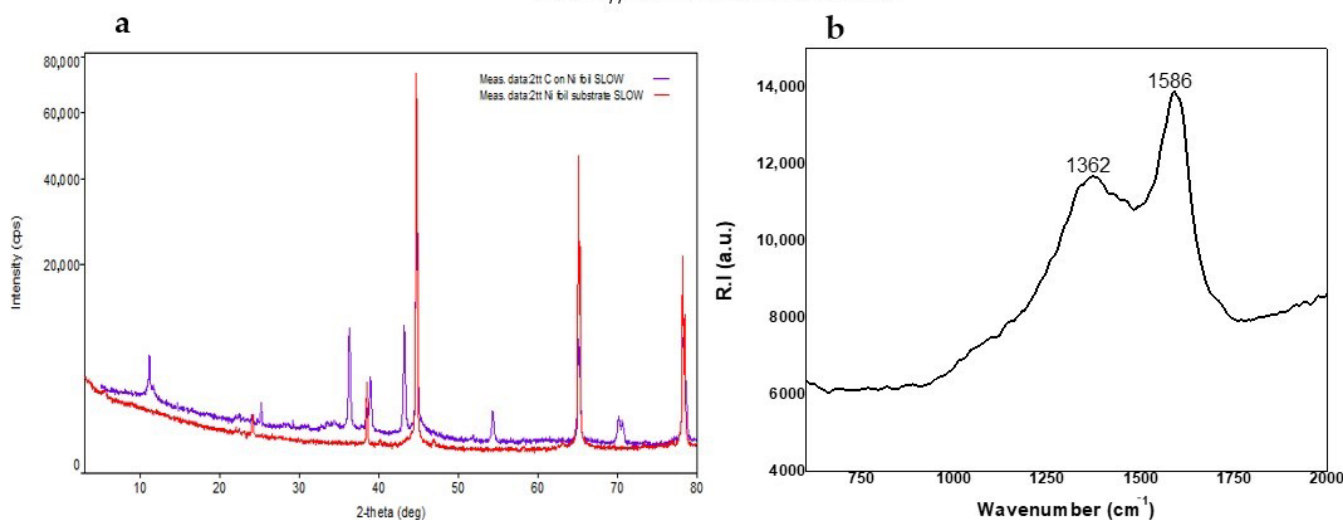 a
80,000
60,000
40,000
20,000
0
Intensity (cps)
Meas. data:2tt C on Ni foil SLOW
Meas. data:2tt Ni foil substrate SLOW
10 20 30 40 50 60 70 80
2-theta (deg)
b
14,000
12,000
10,000
8000
6000
4000
R.I (a.u.)
1362
1586
750 1000 1250 1500 1750 2000
Wavenumber (cm⁻¹)